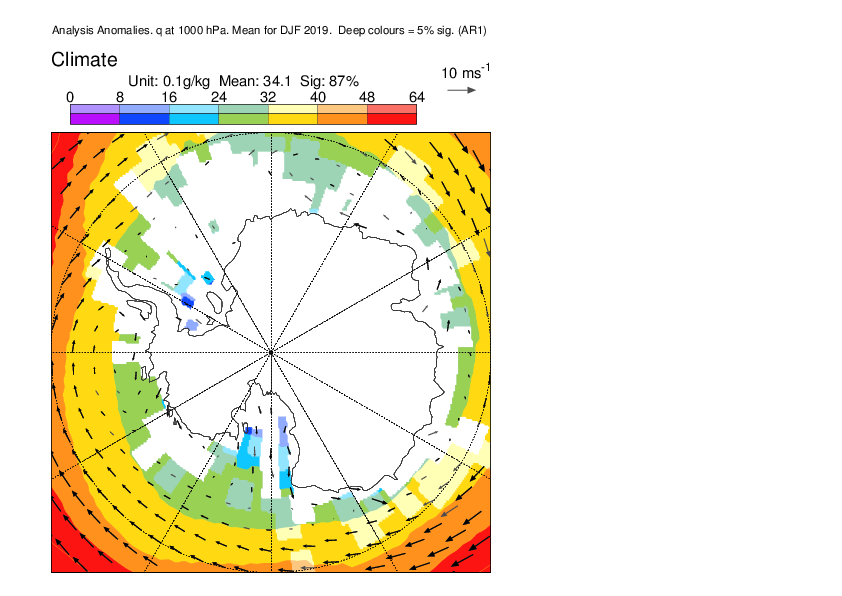 Analysis Anomalies. q at 1000 hPa. Mean for DJF 2019.  Deep colours = 5% sig. (AR1)
Climate
10 ms-1
Unit: 0.1g/kg  Mean: 34.1  Sig: 87%
0 8 16 24 32 40 48 64